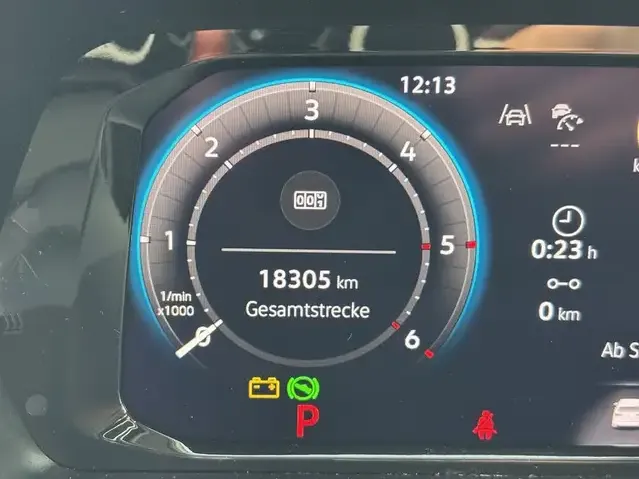 12:13
3
2
4
001
1
5
---
0:23 h
18305 km
1/min
x1000
Gesamtstrecke
0 km
0
6
Ab S
P